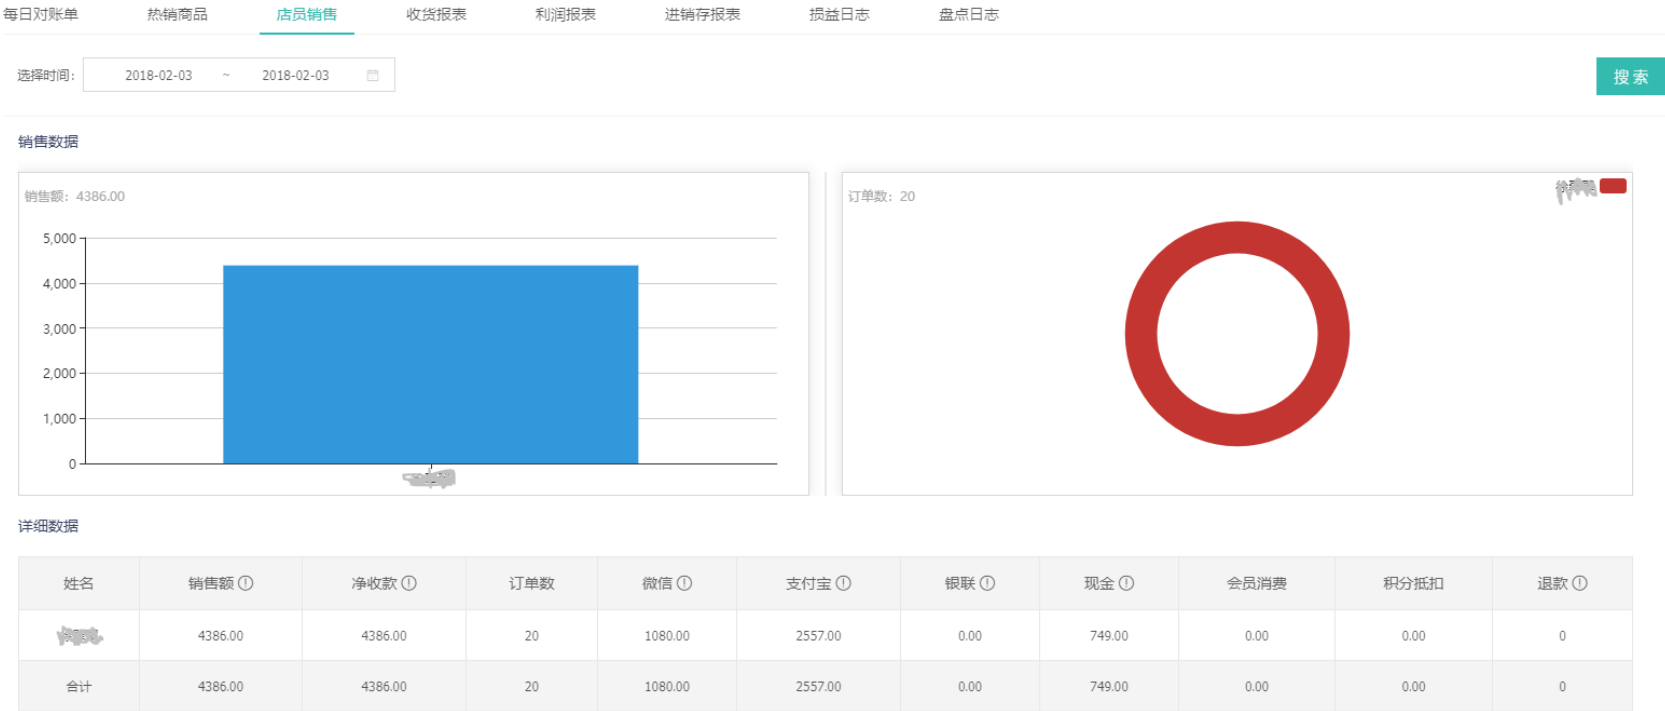 每日对账单 热销商品 店员销售 收货报表 利润报表 进销存报表 损益日志 盘点日志
选择时间： 2018-02-03 ~ 2018-02-03 搜索
销售数据
销售额：4386.00
5,000
4,000
3,000
2,000
1,000
0
订单数：20
详细数据
姓名 销售额 净收款 订单数 微信 支付宝 银联 现金 会员消费 积分抵扣 退款
4386.00 4386.00 20 1080.00 2557.00 0.00 749.00 0.00 0.00 0
合计 4386.00 4386.00 20 1080.00 2557.00 0.00 749.00 0.00 0.00 0